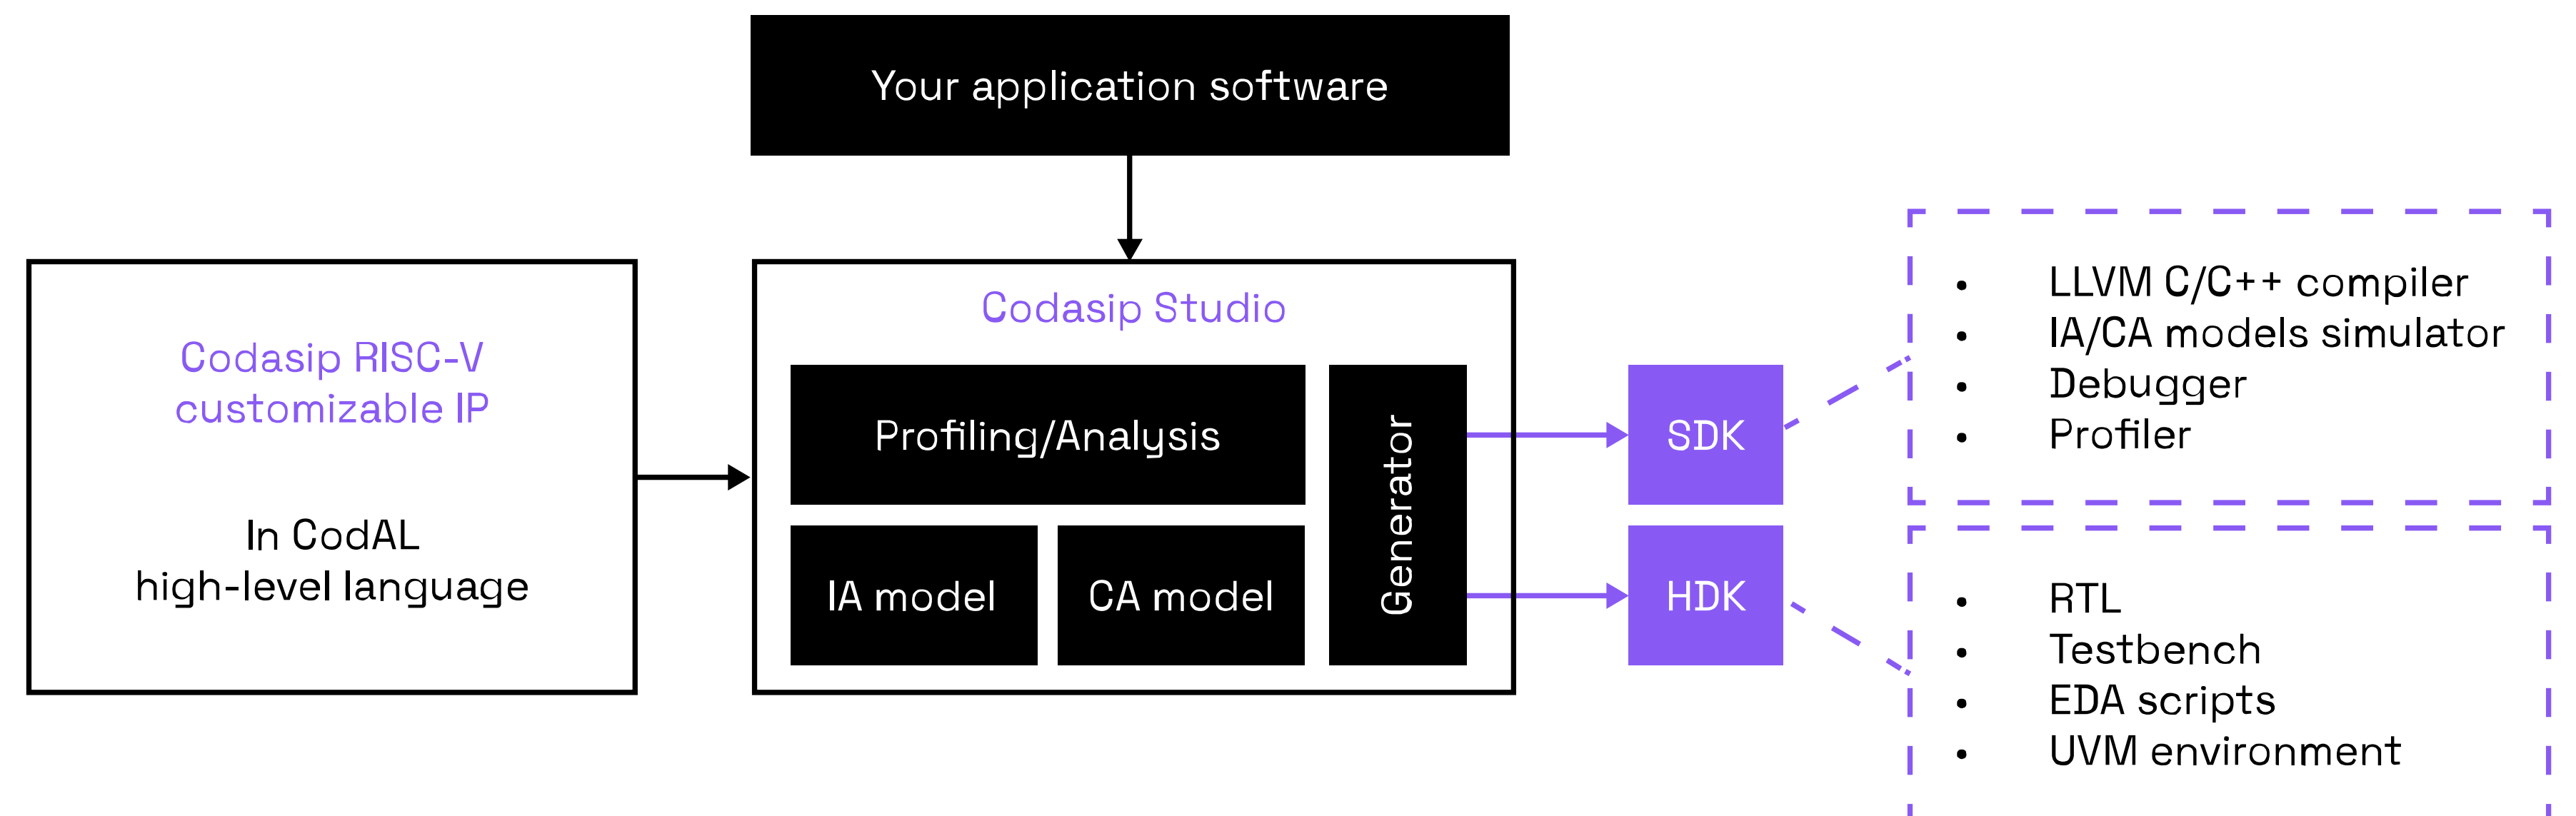 Your application software
Codasip RISC-V
customizable IP
In CodAL
high-level language
Codasip Studio
Profiling/Analysis
IA model
CA model
Generator
SDK
HDK
• LLVM C/C++ compiler
• IA/CA models simulator
• Debugger
• Profiler
• RTL
• Testbench
• EDA scripts
• UVM environment